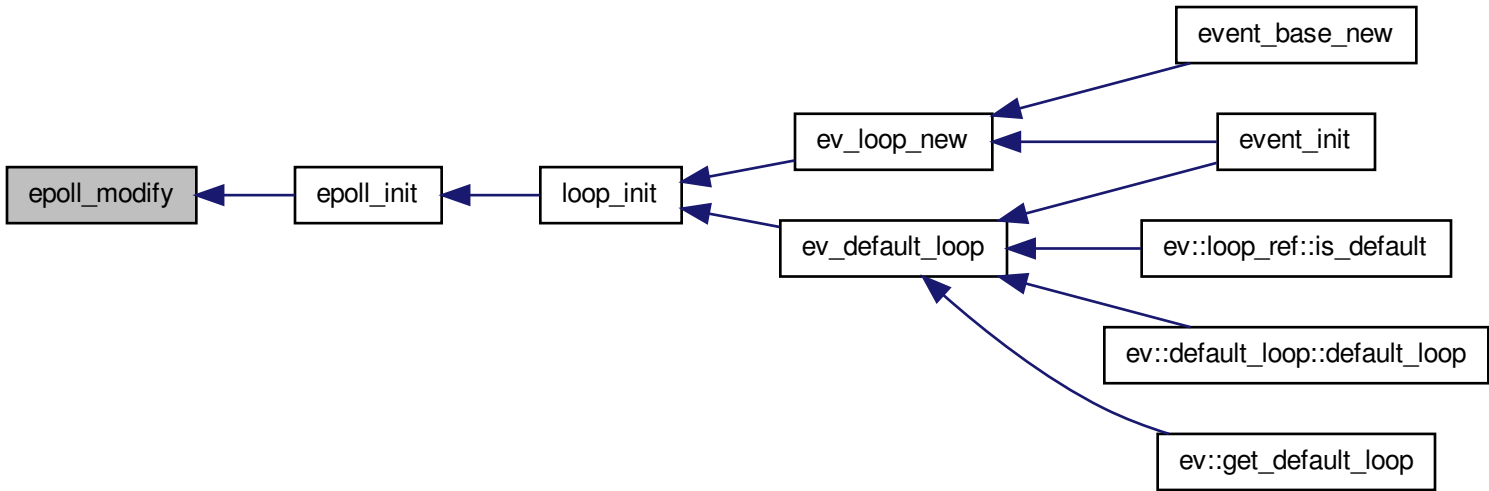 event_base_new
ev_loop_new
event_init
epoll_modify
epoll_init
loop_init
ev_default_loop
ev::loop_ref::is_default
ev::default_loop::default_loop
ev::get_default_loop